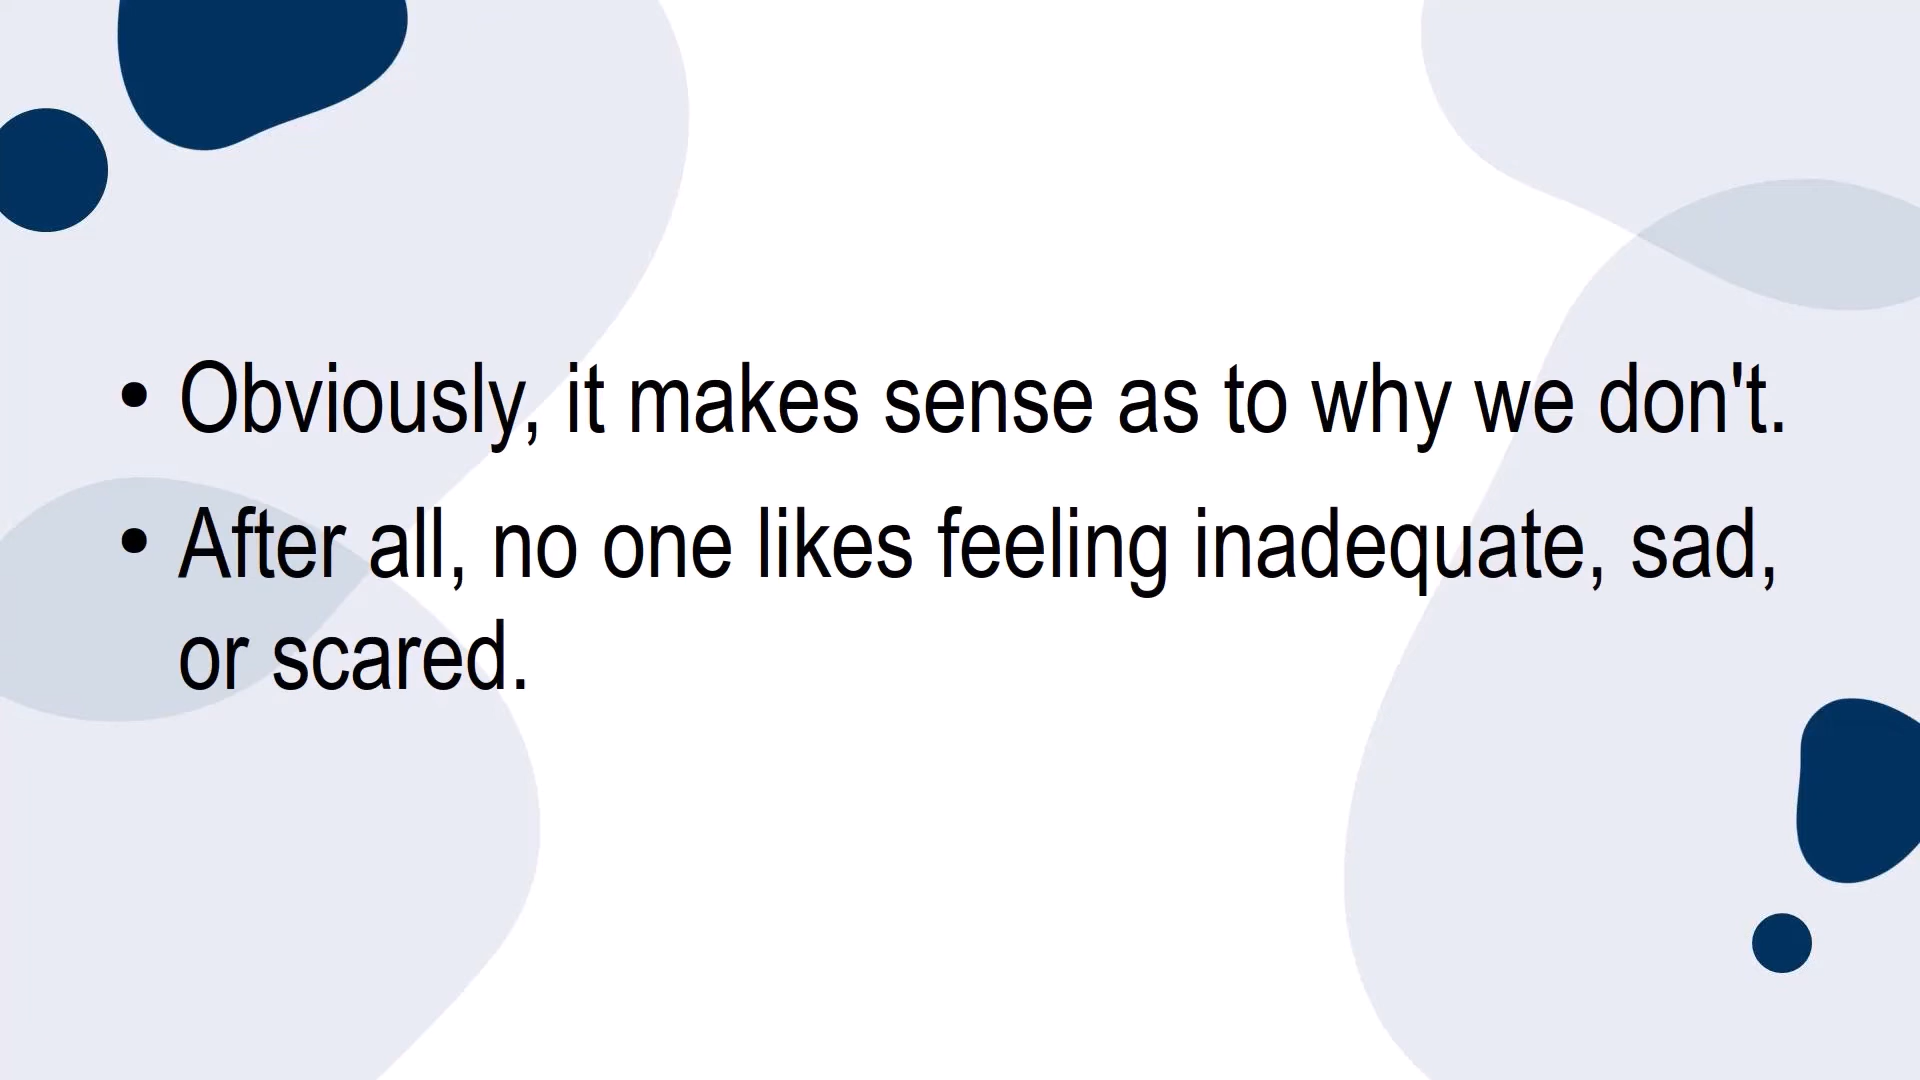 • Obviously, it makes sense as to why we don't.
• After all, no one likes feeling inadequate, sad,
or scared.